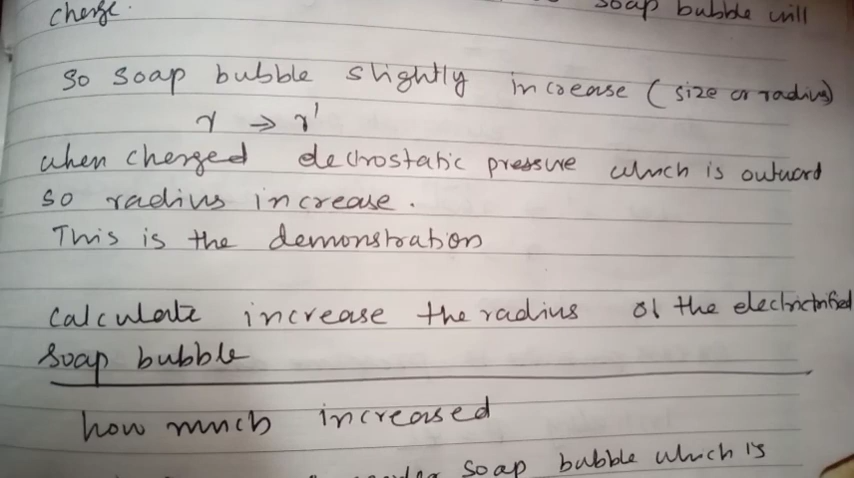 charge. soap bubble will
so soap bubble slightly increase (size or radius)
r → r'
when charged electrostatic pressure which is outward
so radius increase.
This is the demonstration
calculate increase the radius of the electrictrified
soap bubble
how much increased
soap bubble which is